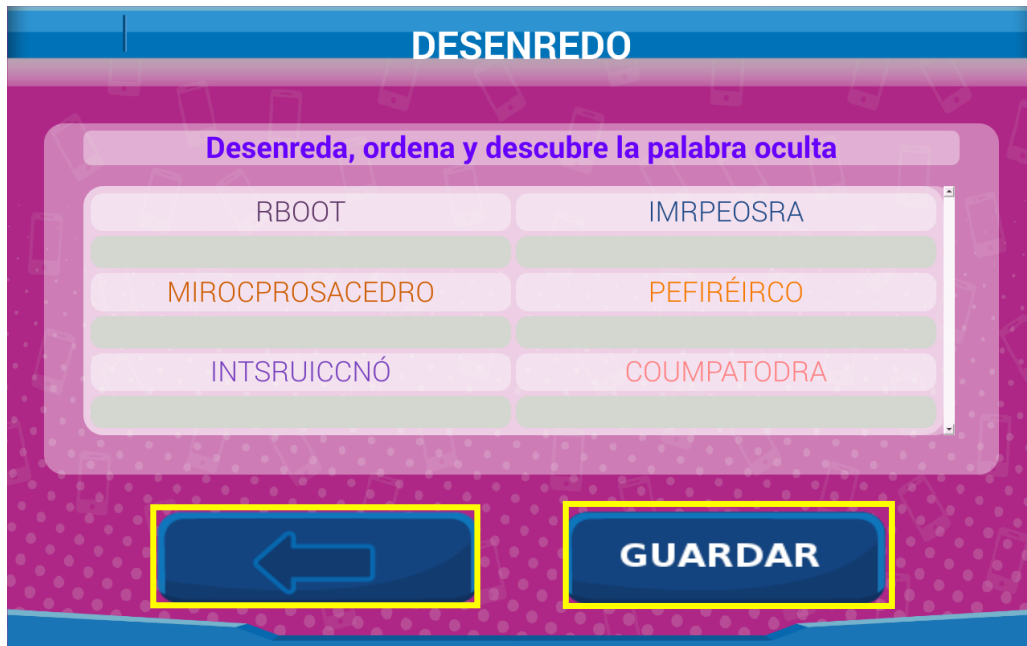 DESENREDO
Desenreda, ordena y descubre la palabra oculta
RBOOT IMRPEOSRA
MIROCPROSACEDRO PEFIRÉIRCO
INTSRUICCNÓ COUMPATODRA
GUARDAR